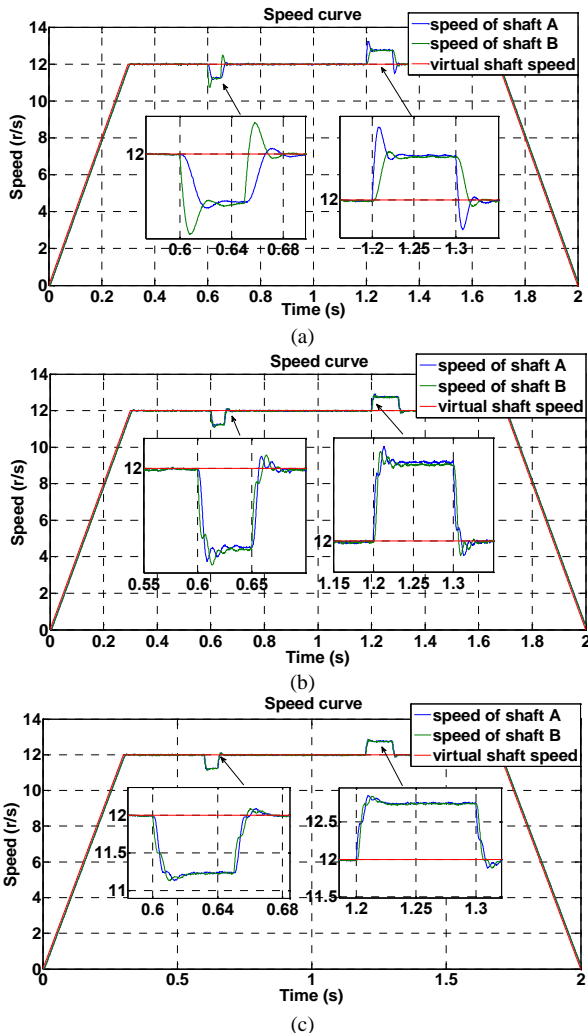 Speed curve
speed of shaft A
speed of shaft B
virtual shaft speed
Speed (r/s)
14
12
10
8
6
4
2
0
12
0.6 0.64 0.68
12
1.2 1.25 1.3
0 0.2 0.4 0.6 0.8 1 1.2 1.4 1.6 1.8 2
Time (s)
(a)
Speed curve
speed of shaft A
speed of shaft B
virtual shaft speed
Speed (r/s)
14
12
10
8
6
4
2
0
12
0.55 0.6 0.65
12
1.15 1.2 1.25 1.3
0 0.2 0.4 0.6 0.8 1 1.2 1.4 1.6 1.8 2
Time (s)
(b)
Speed curve
speed of shaft A
speed of shaft B
virtual shaft speed
Speed (r/s)
14
12
10
8
6
4
2
0
12
11.5
11
0.6 0.64 0.68
12.5
12
11.5
1.2 1.25 1.3
0 0.5 1 1.5 2
Time (s)
(c)